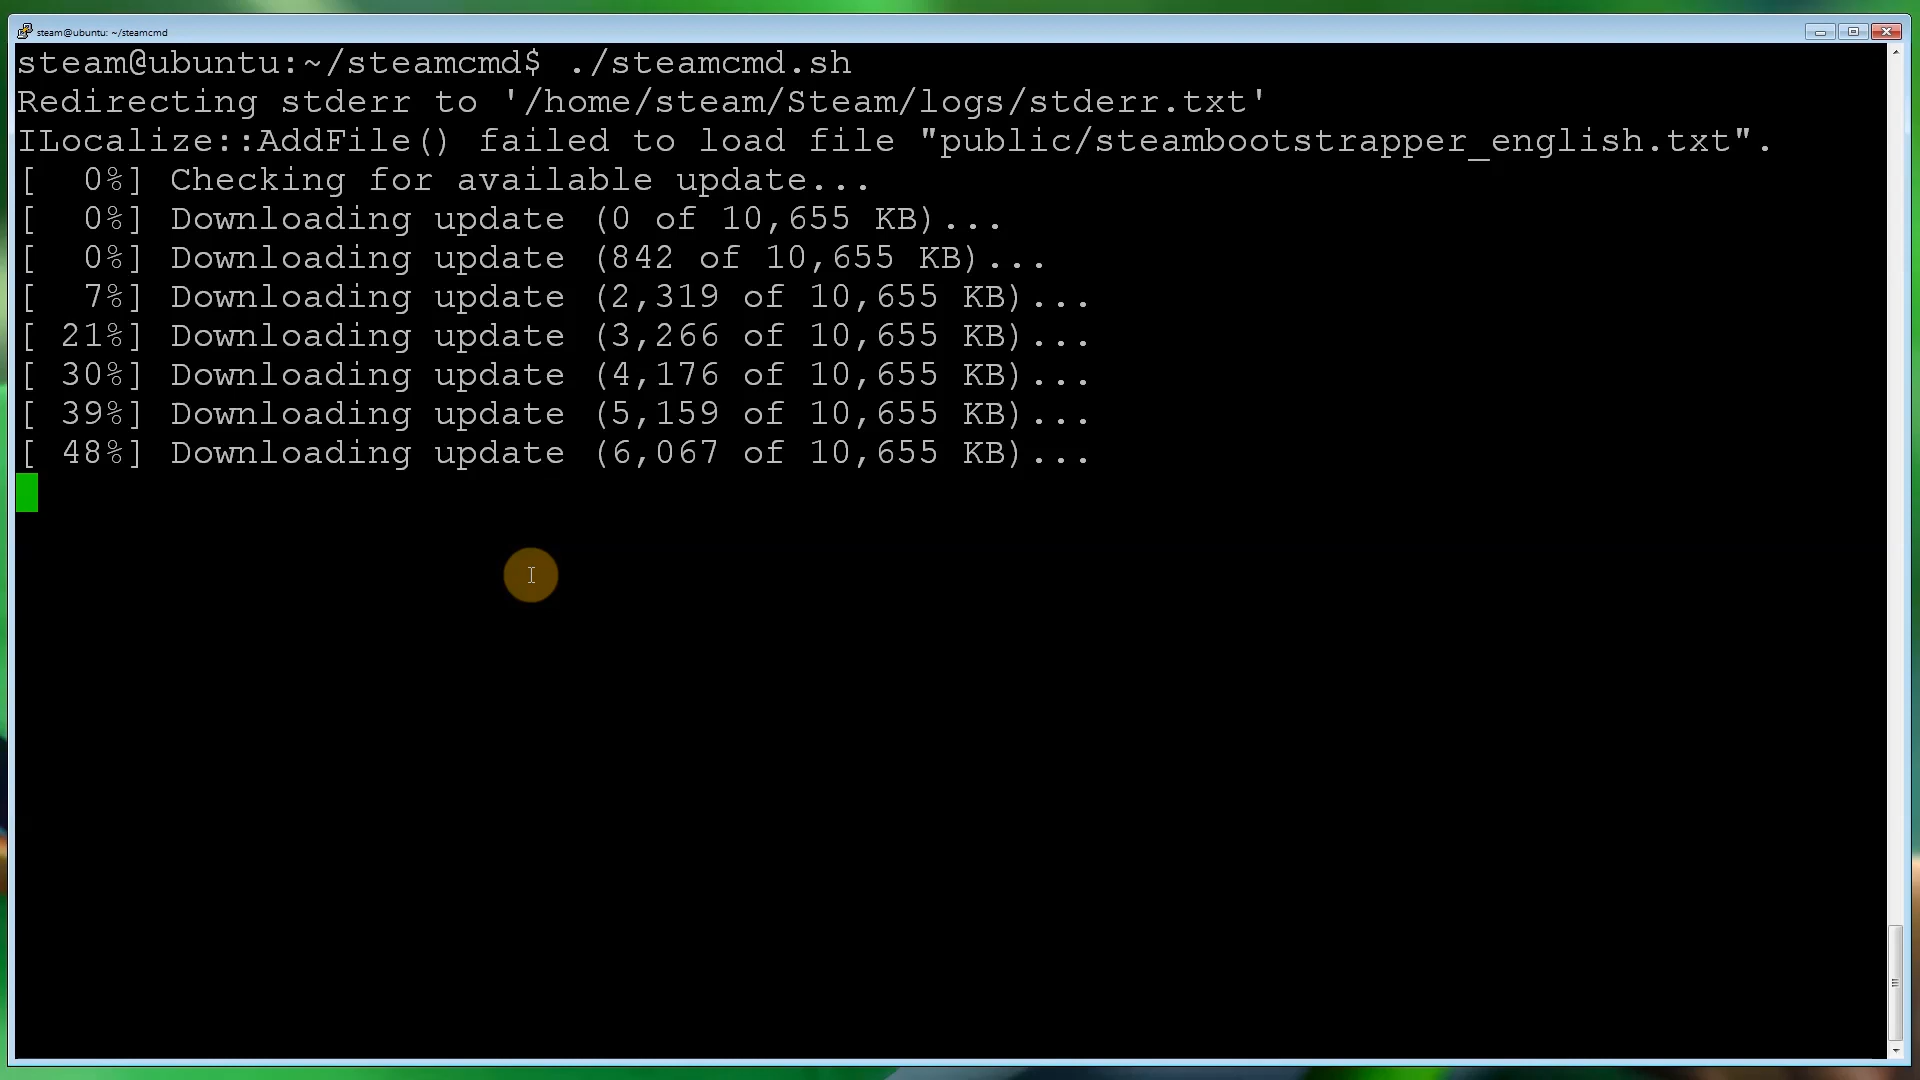 steam@ubuntu: ~/steamcmd
steam@ubuntu:~/steamcmd$ ./steamcmd.sh
Redirecting stderr to '/home/steam/Steam/logs/stderr.txt'
ILocalize::AddFile() failed to load file "public/steambootstrapper_english.txt".
[  0%] Checking for available update...
[  0%] Downloading update (0 of 10,655 KB)...
[  0%] Downloading update (842 of 10,655 KB)...
[  7%] Downloading update (2,319 of 10,655 KB)...
[ 21%] Downloading update (3,266 of 10,655 KB)...
[ 30%] Downloading update (4,176 of 10,655 KB)...
[ 39%] Downloading update (5,159 of 10,655 KB)...
[ 48%] Downloading update (6,067 of 10,655 KB)...